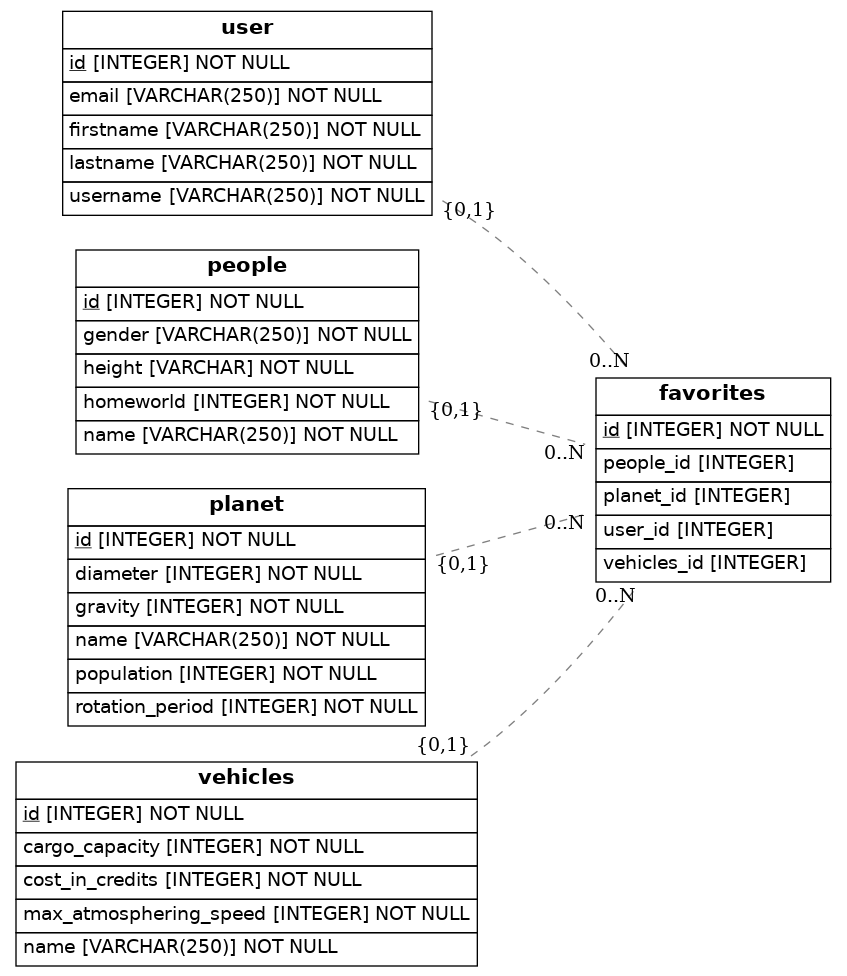 user
id [INTEGER] NOT NULL
email [VARCHAR(250)] NOT NULL
firstname [VARCHAR(250)] NOT NULL
lastname [VARCHAR(250)] NOT NULL
username [VARCHAR(250)] NOT NULL
{0,1}
0..N
people
id [INTEGER] NOT NULL
gender [VARCHAR(250)] NOT NULL
height [VARCHAR] NOT NULL
homeworld [INTEGER] NOT NULL
name [VARCHAR(250)] NOT NULL
{0,1}
0..N
planet
id [INTEGER] NOT NULL
diameter [INTEGER] NOT NULL
gravity [INTEGER] NOT NULL
name [VARCHAR(250)] NOT NULL
population [INTEGER] NOT NULL
rotation_period [INTEGER] NOT NULL
{0,1}
0..N
vehicles
id [INTEGER] NOT NULL
cargo_capacity [INTEGER] NOT NULL
cost_in_credits [INTEGER] NOT NULL
max_atmosphering_speed [INTEGER] NOT NULL
name [VARCHAR(250)] NOT NULL
{0,1}
0..N
favorites
id [INTEGER] NOT NULL
people_id [INTEGER]
planet_id [INTEGER]
user_id [INTEGER]
vehicles_id [INTEGER]